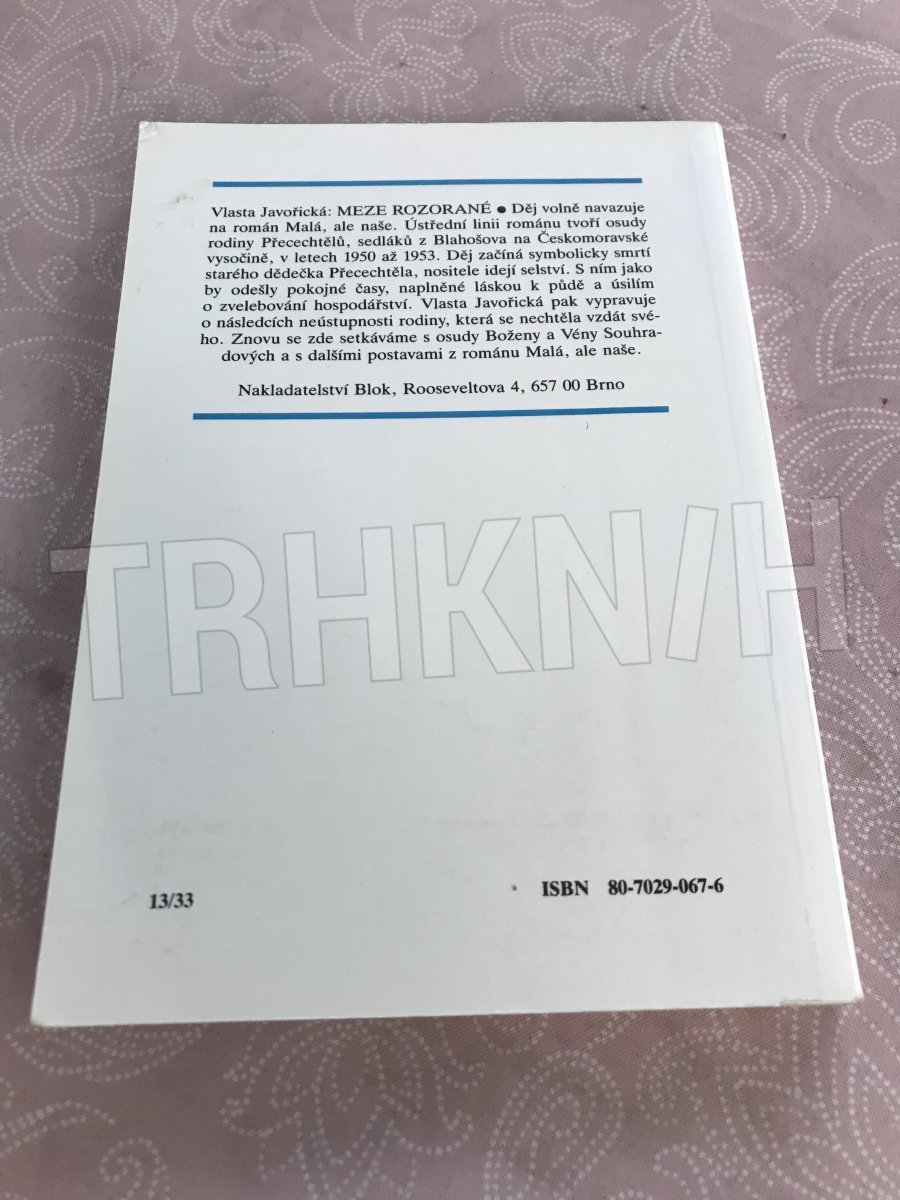 Vlasta Javořická: MEZE ROZORANÉ ● Děj volně navazuje
na román Malá, ale naše. Ústřední linii románu tvoří osudy
rodiny Přecechtělů, sedláků z Blahošova na Českomoravské
vysočině, v letech 1950 až 1953. Děj začíná symbolicky smrtí
starého dědečka Přecechtěla, nositele idejí selství. S ním jako
by odešly pokojné časy, naplněné láskou k půdě a úsilím
o zvelebování hospodářství. Vlasta Javořická pak vypravuje
o následcích neústupnosti rodiny, která se nechtěla vzdát své-
ho. Znovu se zde setkáváme s osudy Boženy a Vény Souhra-
dových a s dalšími postavami z románu Malá, ale naše.
Nakladatelství Blok, Rooseveltova 4, 657 00 Brno
TRHKN/H
13/33
ISBN 80-7029-067-6